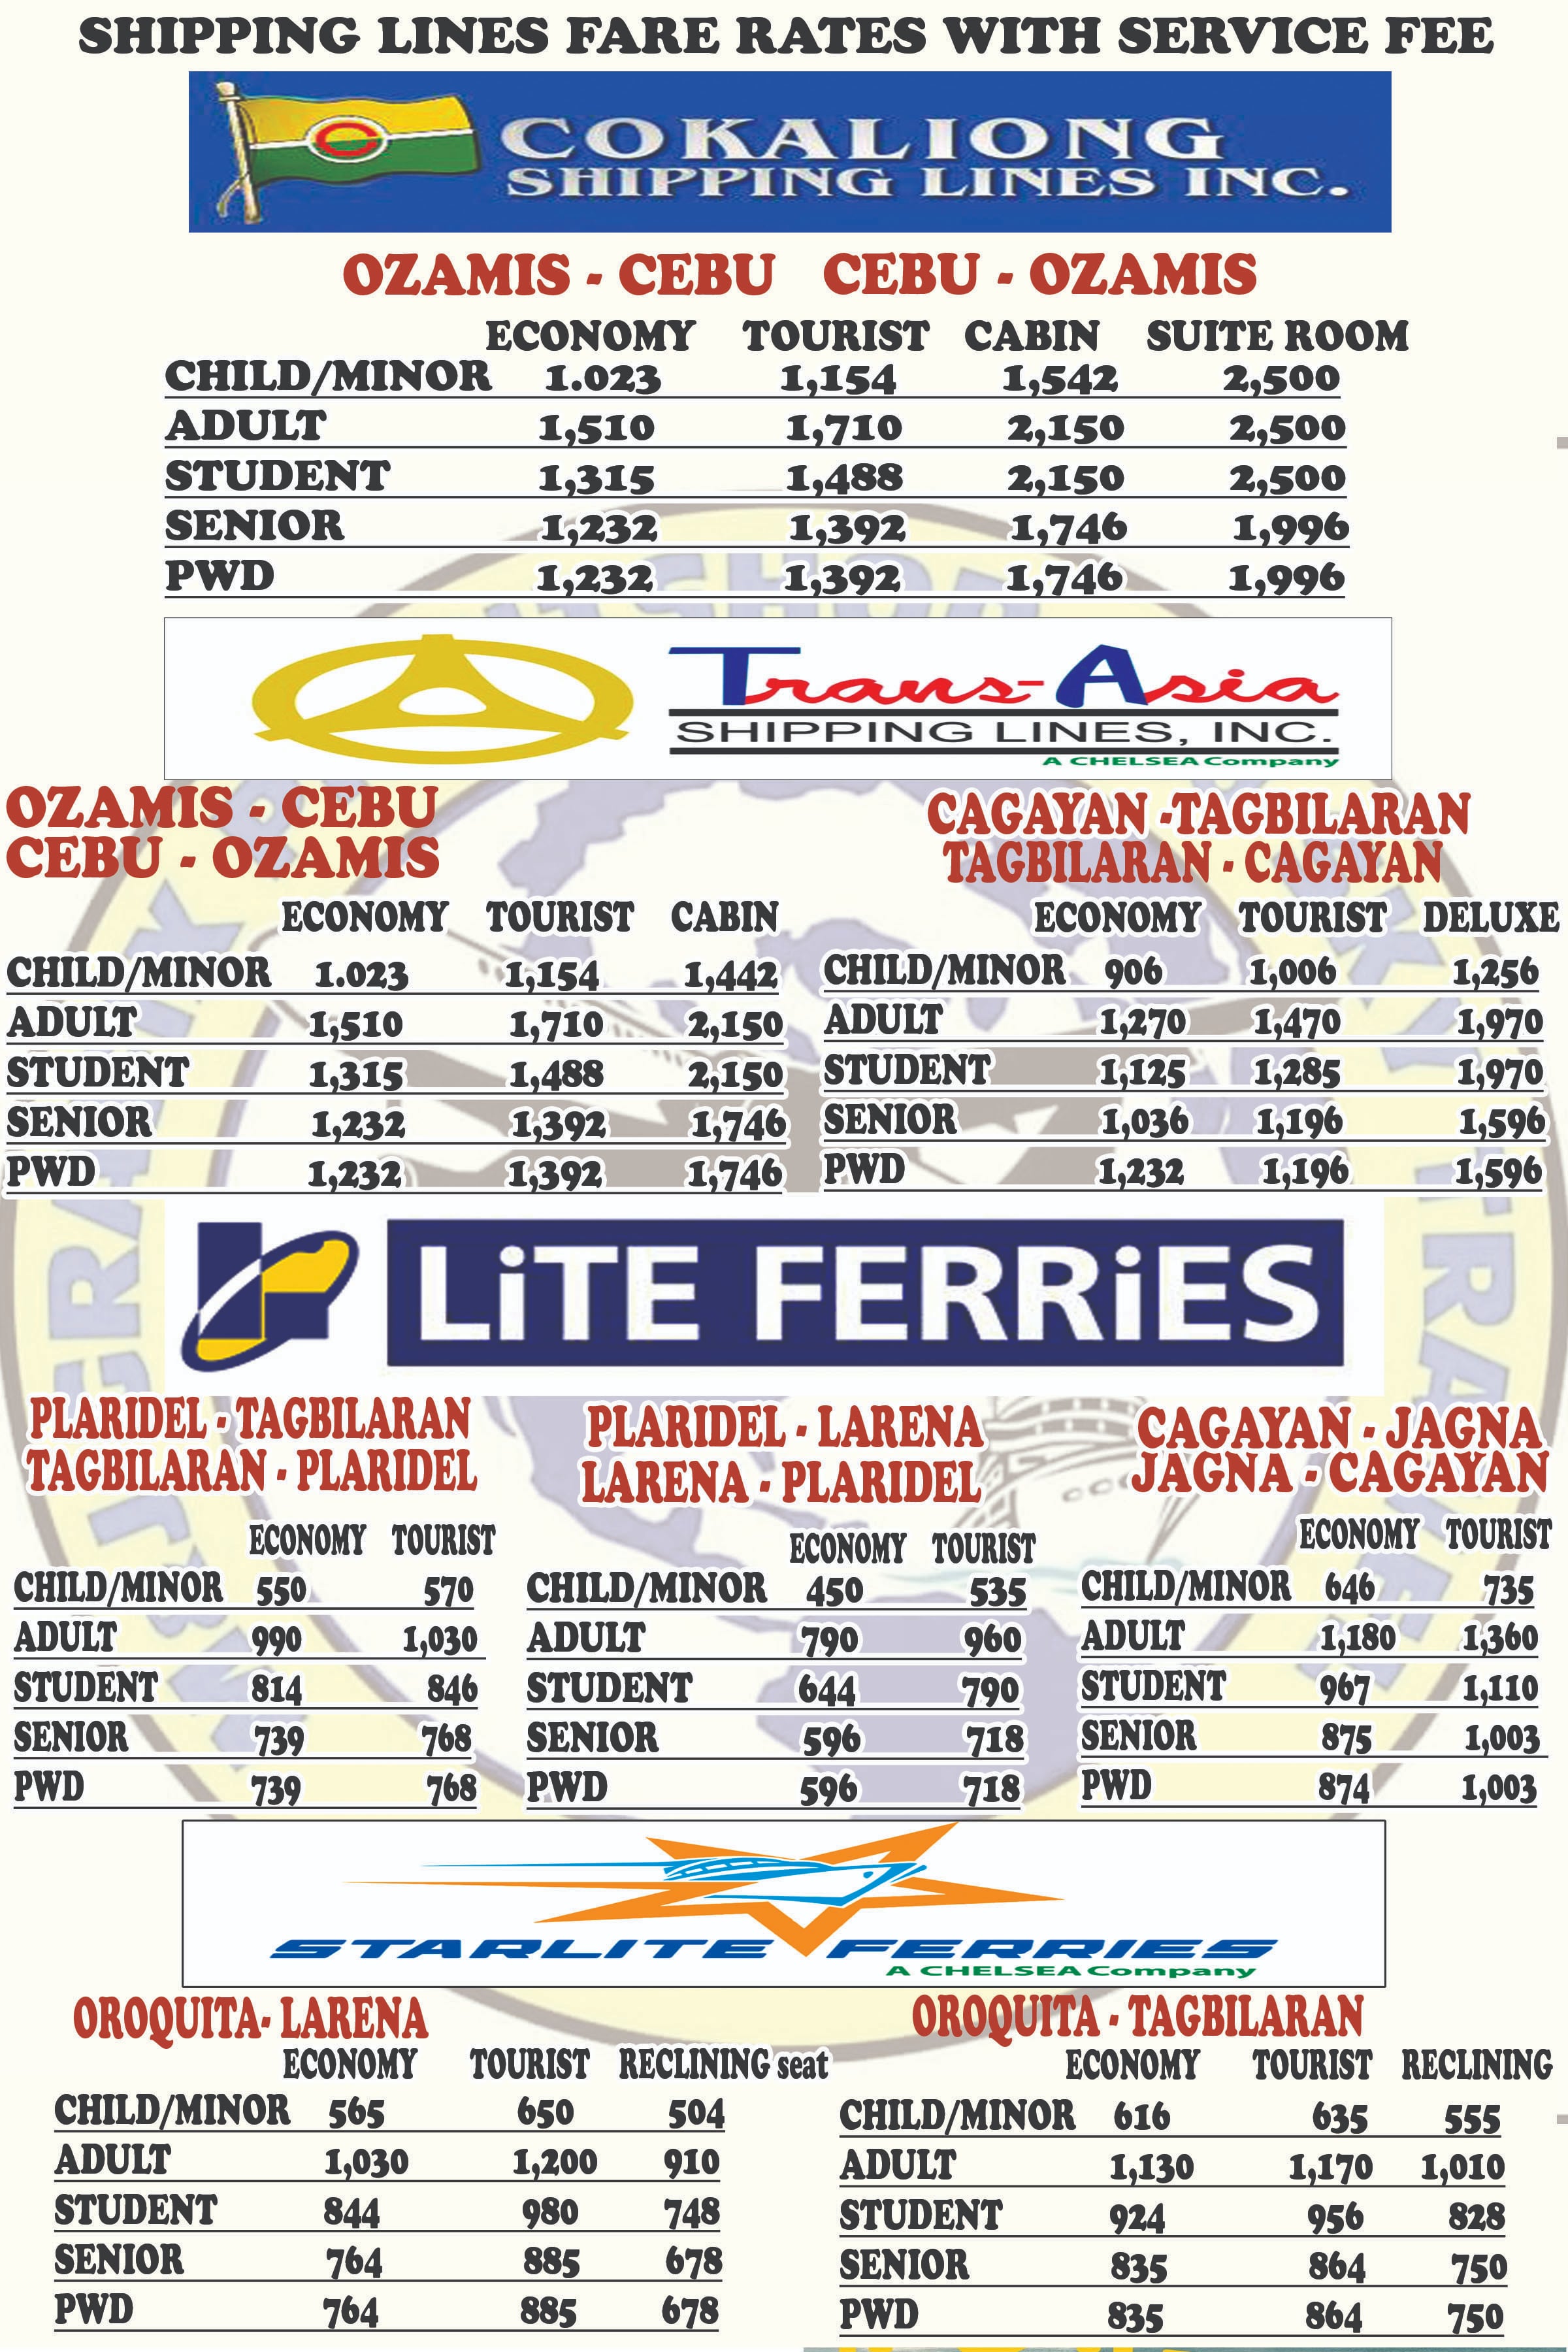 SHIPPING LINES FARE RATES WITH SERVICE FEE
COKALIONG
SHIPPING LINES INC.
OZAMIS - CEBU CEBU - OZAMIS
ECONOMY TOURIST CABIN SUITE ROOM
CHILD/MINOR 1.023 1,154 1,542 2,500
ADULT 1,510 1,710 2,150 2,500
STUDENT 1,315 1,488 2,150 2,500
SENIOR 1,232 1,392 1,746 1,996
PWD 1,232 1,392 1,746 1,996
Trans-Asia
SHIPPING LINES, INC.
A CHELSEA Company
OZAMIS - CEBU
CEBU - OZAMIS
ECONOMY TOURIST CABIN
CHILD/MINOR 1.023 1,154 1,442
ADULT 1,510 1,710 2,150
STUDENT 1,315 1,488 2,150
SENIOR 1,232 1,392 1,746
PWD 1,232 1,392 1,746
CAGAYAN -TAGBILARAN
TAGBILARAN - CAGAYAN
ECONOMY TOURIST DELUXE
CHILD/MINOR 906 1,006 1,256
ADULT 1,270 1,470 1,970
STUDENT 1,125 1,285 1,970
SENIOR 1,036 1,196 1,596
PWD 1,232 1,196 1,596
LiTE FERRiES
PLARIDEL - TAGBILARAN
TAGBILARAN - PLARIDEL
ECONOMY TOURIST
CHILD/MINOR 550 570
ADULT 990 1,030
STUDENT 814 846
SENIOR 739 768
PWD 739 768
PLARIDEL - LARENA
LARENA - PLARIDEL
ECONOMY TOURIST
CHILD/MINOR 450 535
ADULT 790 960
STUDENT 644 790
SENIOR 596 718
PWD 596 718
CAGAYAN - JAGNA
JAGNA - CAGAYAN
ECONOMY TOURIST
CHILD/MINOR 646 735
ADULT 1,180 1,360
STUDENT 967 1,110
SENIOR 875 1,003
PWD 874 1,003
STARLITE FERRIES
A CHELSEA Company
OROQUITA- LARENA
ECONOMY TOURIST RECLINING seat
CHILD/MINOR 565 650 504
ADULT 1,030 1,200 910
STUDENT 844 980 748
SENIOR 764 885 678
PWD 764 885 678
OROQUITA - TAGBILARAN
ECONOMY TOURIST RECLINING
CHILD/MINOR 616 635 555
ADULT 1,130 1,170 1,010
STUDENT 924 956 828
SENIOR 835 864 750
PWD 835 864 750